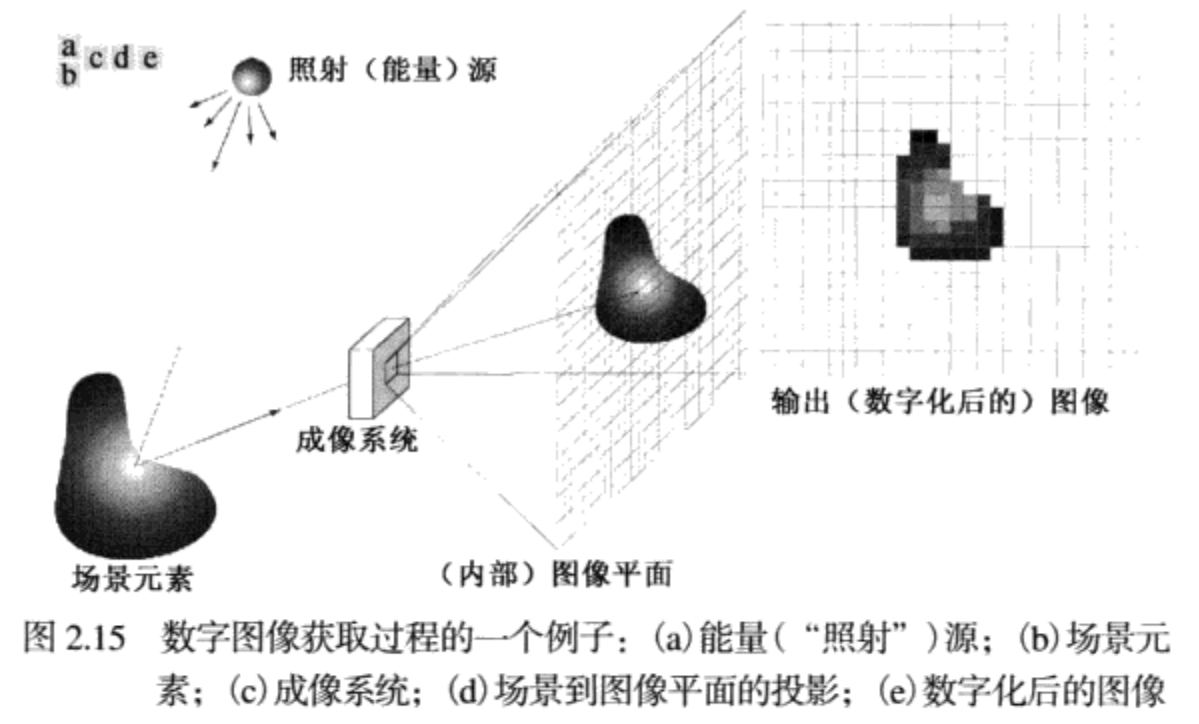 a
b c d e
照射（能量）源
输出（数字化后的）图像
成像系统
场景元素
（内部）图像平面
图 2.15 数字图像获取过程的一个例子：(a)能量(“照射”)源；(b)场景元
素；(c)成像系统；(d)场景到图像平面的投影；(e)数字化后的图像